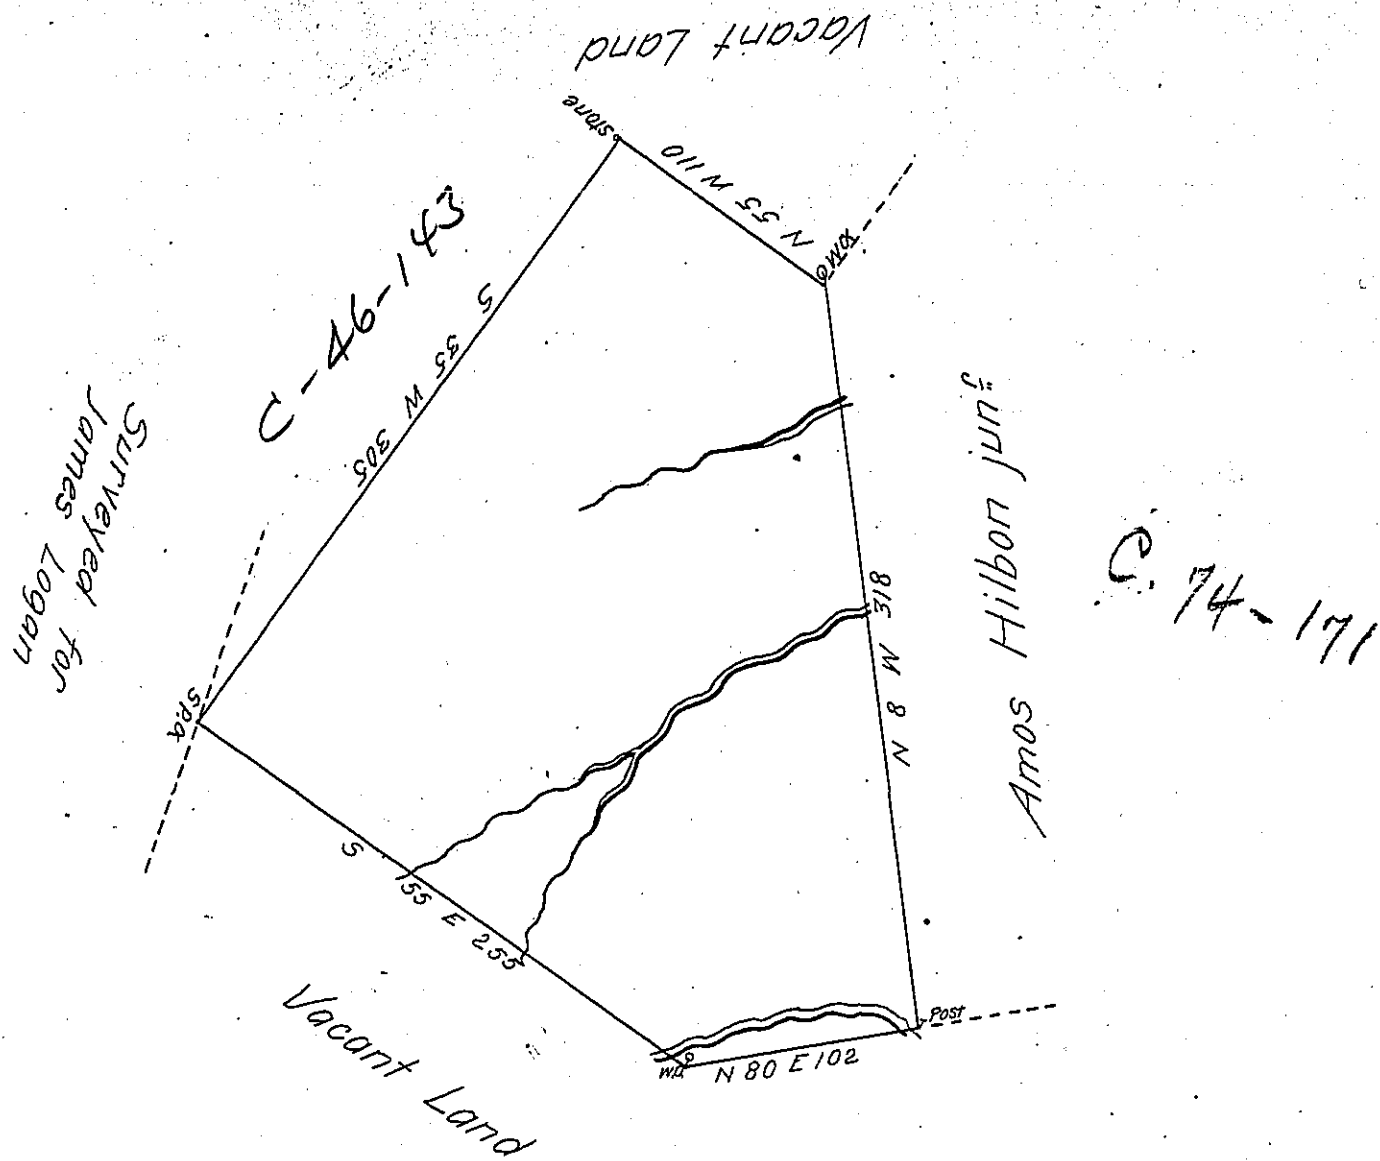 Vacant Land
stone
N 55 W 110
C-46-143
S 35 W 305
Surveyed for
James Logan
Amos Hilbon junr
C. 74-171
N 8 W 318
S 55 E 255
Post
N 80 E 102
Vacant Land